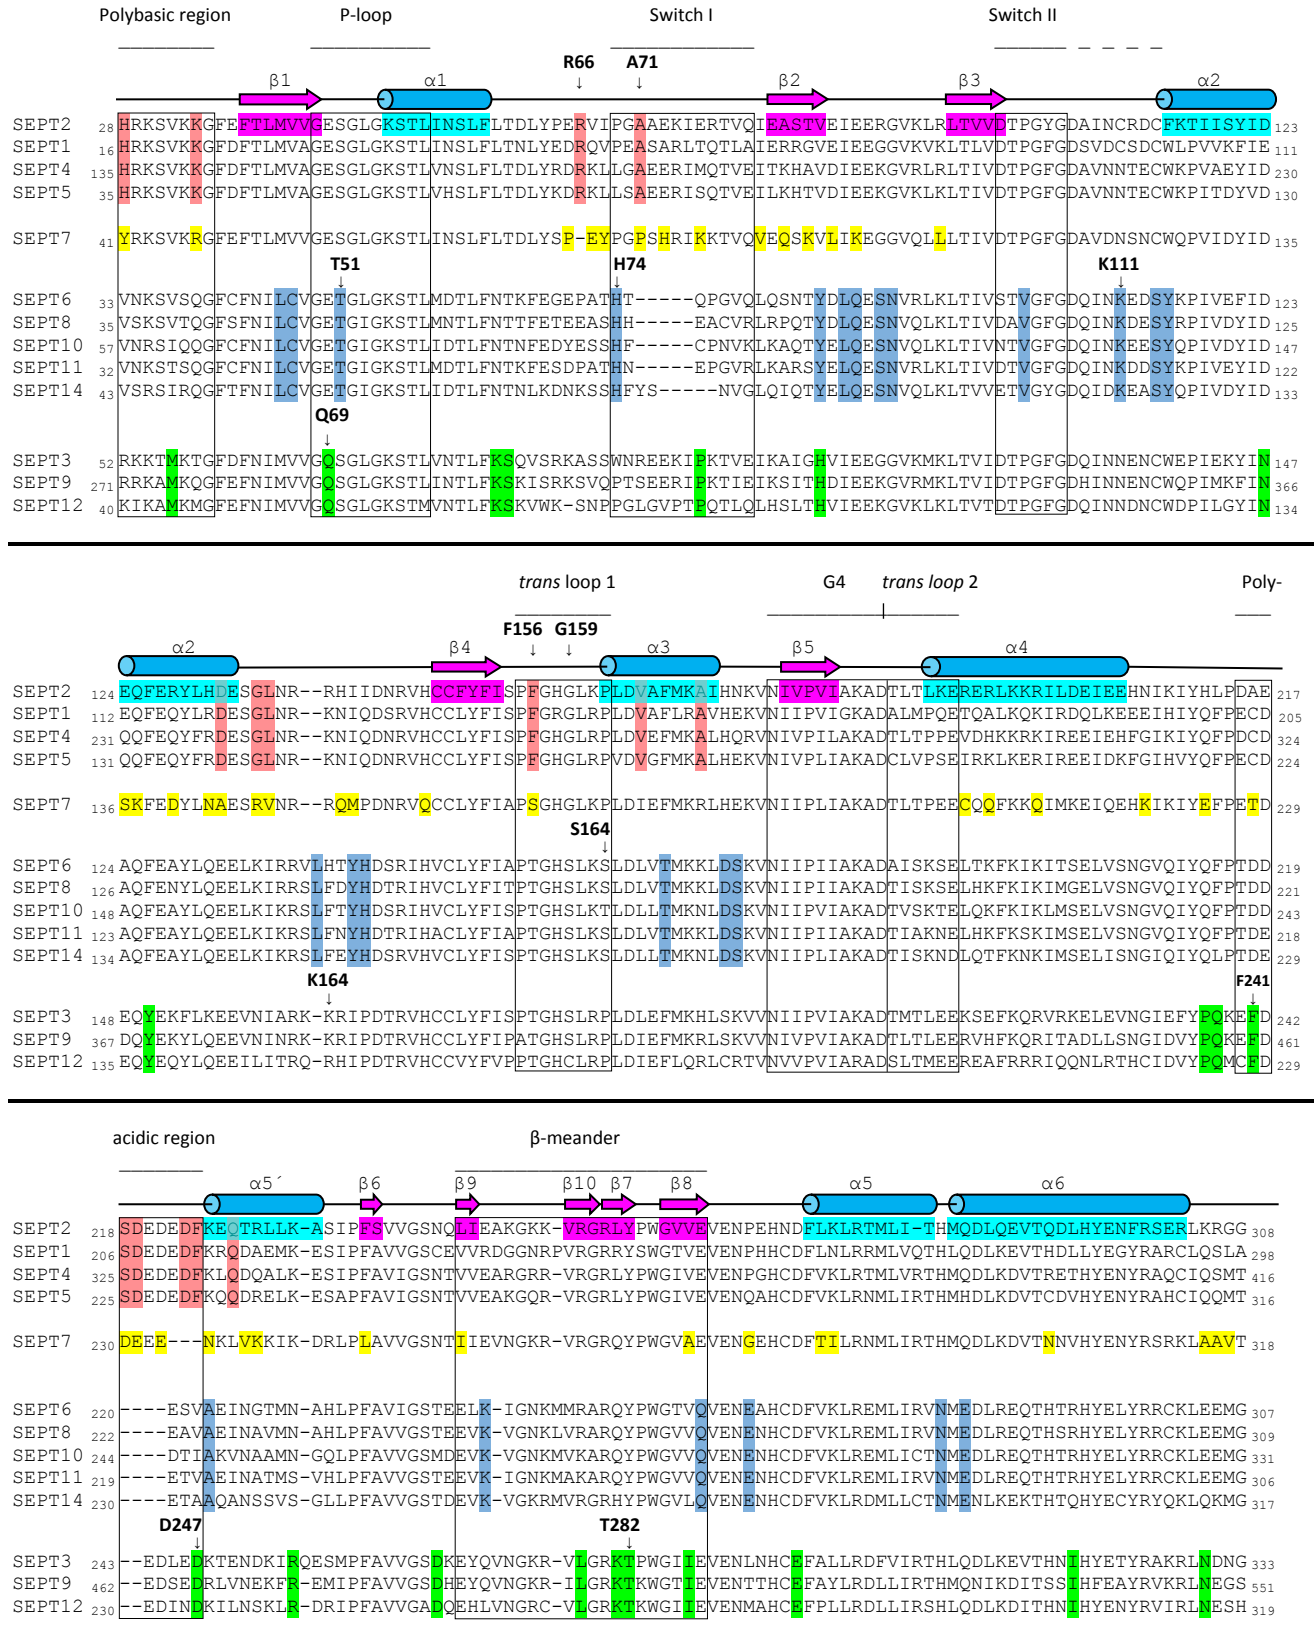 Polybasic region P-loop Switch I Switch II
R66 A71
β1 α1 β2 β3 α2
SEPT2 28 HRKSVKKGFEFTLMVVGESGLGKSTLINSLFLTDLYPERVIPGAAEKIERTVQIEASTVEIEERGVKLRLTVVDTPGYGDAINCRDCFKTIISYID 123
SEPT1 16 HRKSVKKGFDFTLMVAGESGLGKSTLINSLFLTNLYEDRQVPEASARLTQTLAIERRGVEIEEGGVKVKLTLVDTPGFGDSVDCSDCWLPVVKFIE 111
SEPT4 135 HRKSVKKGFDFTLMVAGESGLGKSTLVNSLFLTDLYRDRKLLGAEERIMQTVEITKHAVDIEEKGVRLRLTIVDTPGFGDAVNNTECWKPVAEYID 230
SEPT5 35 HRKSVKKGFDFTLMVAGESGLGKSTLVHSLFLTDLYKDRKLLSAEERISQTVEILKHTVDIEEKGVKLKLTIVDTPGFGDAVNNTECWKPITDYVD 130
SEPT7 41 YRKSVKRGFEFTLMVVGESGLGKSTLINSLFLTDLYSP-EYPGPSHRIKKTVQVEQSKVLIKEGGVQLLLTIVDTPGFGDAVDNSNCWQPVIDYID 135
T51 H74 K111
SEPT6 33 VNKSVSQGFCFNILCVGETGLGKSTLMDTLFNTKFEGEPATHT-----QPGVQLQSNTYDLQESNVRLKLTIVSTVGFGDQINKEDSYKPIVEFID 123
SEPT8 35 VSKSVTQGFSFNILCVGETGIGKSTLMNTLFNTTFETEEASHH-----EACVRLRPQTYDLQESNVQLKLTIVDAVGFGDQINKDESYRPIVDYID 125
SEPT10 57 VNRSIQQGFCFNILCVGETGIGKSTLIDTLFNTNFEDYESSHF-----CPNVKLKAQTYELQESNVQLKLTIVNTVGFGDQINKEESYQPIVDYID 147
SEPT11 32 VNKSTSQGFCFNILCVGETGIGKSTLMDTLFNTKFESDPATHN-----EPGVRLKARSYELQESNVRLKLTIVDTVGFGDQINKDDSYKPIVEYID 122
SEPT14 43 VSRSIRQGFTFNILCVGETGIGKSTLIDTLFNTNLKDNKSSHFYS-----NVGLQIQTYELQESNVQLKLTVVETVGYGDQIDKEASYQPIVDYID 133
Q69
SEPT3 52 RKKTMKTGFDFNIMVVGQSGLGKSTLVNTLFKSQVSRKASSWNREEKIPKTVEIKAIGHVIEEGGVKMKLTVIDTPGFGDQINNENCWEPIEKYIN 147
SEPT9 271 RRKAMKQGFEFNIMVVGQSGLGKSTLINTLFKSKISRKSVQPTSEERIPKTIEIKSITHDIEEKGVRMKLTVIDTPGFGDHINNENCWQPIMKFIN 366
SEPT12 40 KIKAMKMGFEFNIMVVGQSGLGKSTMVNTLFKSKVWK-SNPPGLGVPTPQTLQLHSLTHVIEEKGVKLKLTVTDTPGFGDQINNDNCWDPILGYIN 134
trans loop 1 G4 trans loop 2 Poly-
F156 G159
α2 β4 α3 β5 α4
SEPT2 124 EQFERYLHDESGLNR--RHIIDNRVHCCFYFISPFGHGLKPLDVAFMKAIHNKVNIVPVIAKADTLTLKERERLKKRILDEIEEHNIKIYHLPDAE 217
SEPT1 112 EQFEQYLRDESGLNR--KNIQDNRVHCCLYFISPFGRGLRPLDVAFLRAVHEKVNIIPVIGKADALMPQETQALKQKIRDQLKEEEIHIYQFPECD 205
SEPT4 231 QQFEQYFRDESGLNR--KNIQDNRVHCCLYFISPFGHGLRPLDVEFMKALHQRVNIVPILAKADTLTPPEVDHKKRKIREEIEHFGIKIYQFPDCD 324
SEPT5 131 QQFEQYFRDESGLNR--KNIQDNRVHCCLYFISPFGHGLRPVDVGFMKALHEKVNIVPLIAKADCLVPSEIRKLKERIREEIDKFGIHVYQFPECD 224
SEPT7 136 SKFEDYLNAESRVNR--RQMPDNRVQCCLYFIAPSGHGLKPLDIEFMKRLHEKVNIIPLIAKADTLTPEECQQFKKQIMKEIQEHKIKIYEFPETD 229
S164
SEPT6 124 AQFEAYLQEELKIRRVLHTYHDSRIHVCLYFIAPTGHSLKSLDLVTMKKLDSKVNIIPIIAKADAISKSELTKFKIKITSELVSNGVQIYQFPTDD 219
SEPT8 126 AQFENYLQEELKIRRSLFDYHDTRIHVCLYFITPTGHSLKSLDLVTMKKLDSKVNIIPIIAKADTISKSELHKFKIKIMGELVSNGVQIYQFPTDD 221
SEPT10 148 AQFEAYLQEELKIKRSLFTYHDSRIHVCLYFISPTGHSLKTLDLLTMKNLDSKVNIIPVIAKADTVSKTELQKFKIKLMSELVSNGVQIYQFPTDD 243
SEPT11 123 AQFEAYLQEELKIKRSLFNYHDTRIHACLYFIAPTGHSLKSLDLVTMKKLDSKVNIIPIIAKADTIAKNELHKFKSKIMSELVSNGVQIYQFPTDE 218
SEPT14 134 AQFEAYLQEELKIKRSLFEYHDSRVHVCLYFISPTGHSLKSLDLLTMKNLDSKVNIIPLIAKADTISKNDLQTFKNKIMSELISNGIQIYQLPTDE 229
K164 F241
SEPT3 148 EQYEKFLKEEVNIARK-KRIPDTRVHCCLYFISPTGHSLRPLDLEFMKHLSKVVNIIPVIAKADTMTLEEKSEFKQRVRKELEVNGIEFYPQKEFD 242
SEPT9 367 DQYEKYLQEEVNINRK-KRIPDTRVHCCLYFIPATGHSLRPLDIEFMKRLSKVVNIVPVIAKADTLTLEERVHFKQRITADLLSNGIDVYPQKEFD 461
SEPT12 135 EQYEQYLQEEILITRQ-RHIPDTRVHCCVYFVPPTGHCLRPLDIEFLQRLCRTVNVVPVIARADSLTMEEREAFRRRIQQNLRTHCIDVYPQMCFD 229
acidic region β-meander
α5´ β6 β9 β10 β7 β8 α5 α6
SEPT2 218 SDEDEDFKEQTRLLK-ASIPFSVVGSNQLIEAKGKK-VRGRLYPWGVVEVENPEHNDFLKLRTMLI-THMQDLQEVTQDLHYENFRSERLKRGG 308
SEPT1 206 SDEDEDFKRQDAEMK-ESIPFAVVGSCEVVRDGGNRPVRGRRYSWGTVEVENPHHCDFLNLRRMLVQTHLQDLKEVTHDLLYEGYRARCLQSLA 298
SEPT4 325 SDEDEDFKLQDQALK-ESIPFAVIGSNTVVEARGRR-VRGRLYPWGIVEVENPGHCDFVKLRTMLVRTHMQDLKDVTRETHYENYRAQCIQSMT 416
SEPT5 225 SDEDEDFKQQDRELK-ESAPFAVIGSNTVVEAKGQR-VRGRLYPWGIVEVENQAHCDFVKLRNMLIRTHMHDLKDVTCDVHYENYRAHCIQQMT 316
SEPT7 230 DEEE---NKLVKKIK-DRLPLAVVGSNTIIEVNGKR-VRGRQYPWGVAEVENGEHCDFTILRNMLIRTHMQDLKDVTNNVHYENYRSRKLAAVT 318
SEPT6 220 ----ESVAEINGTMN-AHLPFAVIGSTEELK-IGNKMMRARQYPWGTVQVENEAHCDFVKLREMLIRVNMEDLREQTHTRHYELYRRCKLEEMG 307
SEPT8 222 ----EAVAEINAVMN-AHLPFAVVGSTEEVK-VGNKLVRARQYPWGVVQVENENHCDFVKLREMLIRVNMEDLREQTHSRHYELYRRCKLEEMG 309
SEPT10 244 ----DTIAKVNAAMN-GQLPFAVVGSMDEVK-VGNKMVKARQYPWGVVQVENENHCDFVKLREMLICTNMEDLREQTHTRHYELYRRCKLEEMG 331
SEPT11 219 ----ETVAEINATMS-VHLPFAVVGSTEEVK-IGNKMAKARQYPWGVVQVENENHCDFVKLREMLIRVNMEDLREQTHTRHYELYRRCKLEEMG 306
SEPT14 230 ----ETAAQANSSVS-GLLPFAVVGSTDEVK-VGKRMVRGRHYPWGVLQVENENHCDFVKLRDMLLCTNMENLKEKTHTQHYECYRYQKLQKMG 317
D247 T282
SEPT3 243 --EDLEDKTENDKIRQESMPFAVVGSDKEYQVNGKR-VLGRKTPWGIIEVENLNHCEFALLRDFVIRTHLQDLKEVTHNIHYETYRAKRLNDNG 333
SEPT9 462 --EDSEDRLVNEKFR-EMIPFAVVGSDHEYQVNGKR-ILGRKTKWGTIEVENTTHCEFAYLRDLLIRTHMQNIKDITSSIHFEAYRVKRLNEGS 551
SEPT12 230 --EDINDKILNSKLR-DRIPFAVVGADQEHLVNGRC-VLGRKTKWGIIEVENMAHCEFPLLRDLLIRSHLQDLKDITHNIHYENYRVIRLNESH 319